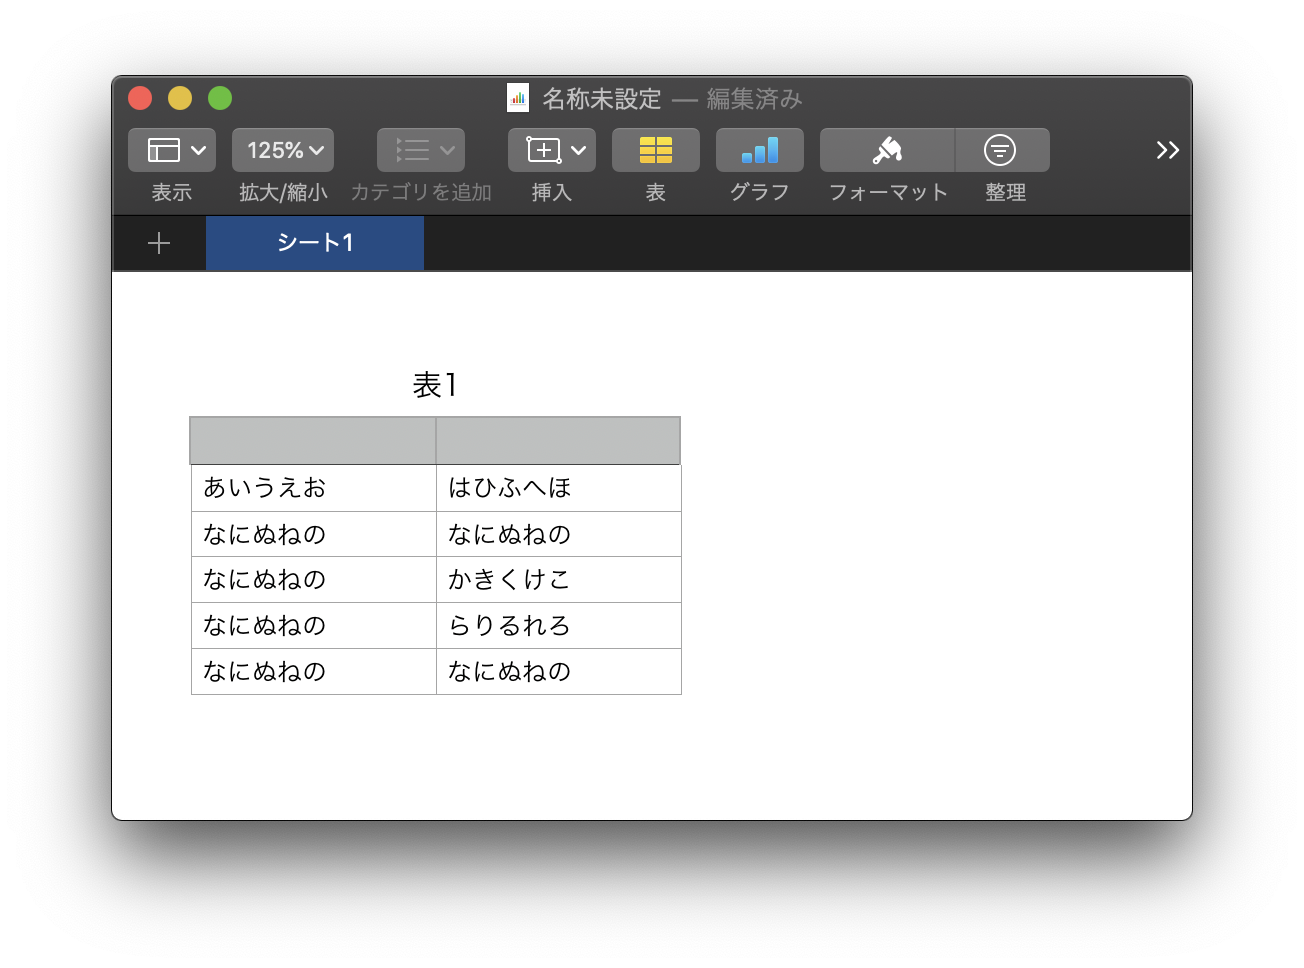 名称未設定 — 編集済み
125%
表示 拡大/縮小 カテゴリを追加 挿入 表 グラフ フォーマット 整理
シート1
表1
あいうえお はひふへほ
なにぬねの なにぬねの
なにぬねの かきくけこ
なにぬねの らりるれろ
なにぬねの なにぬねの